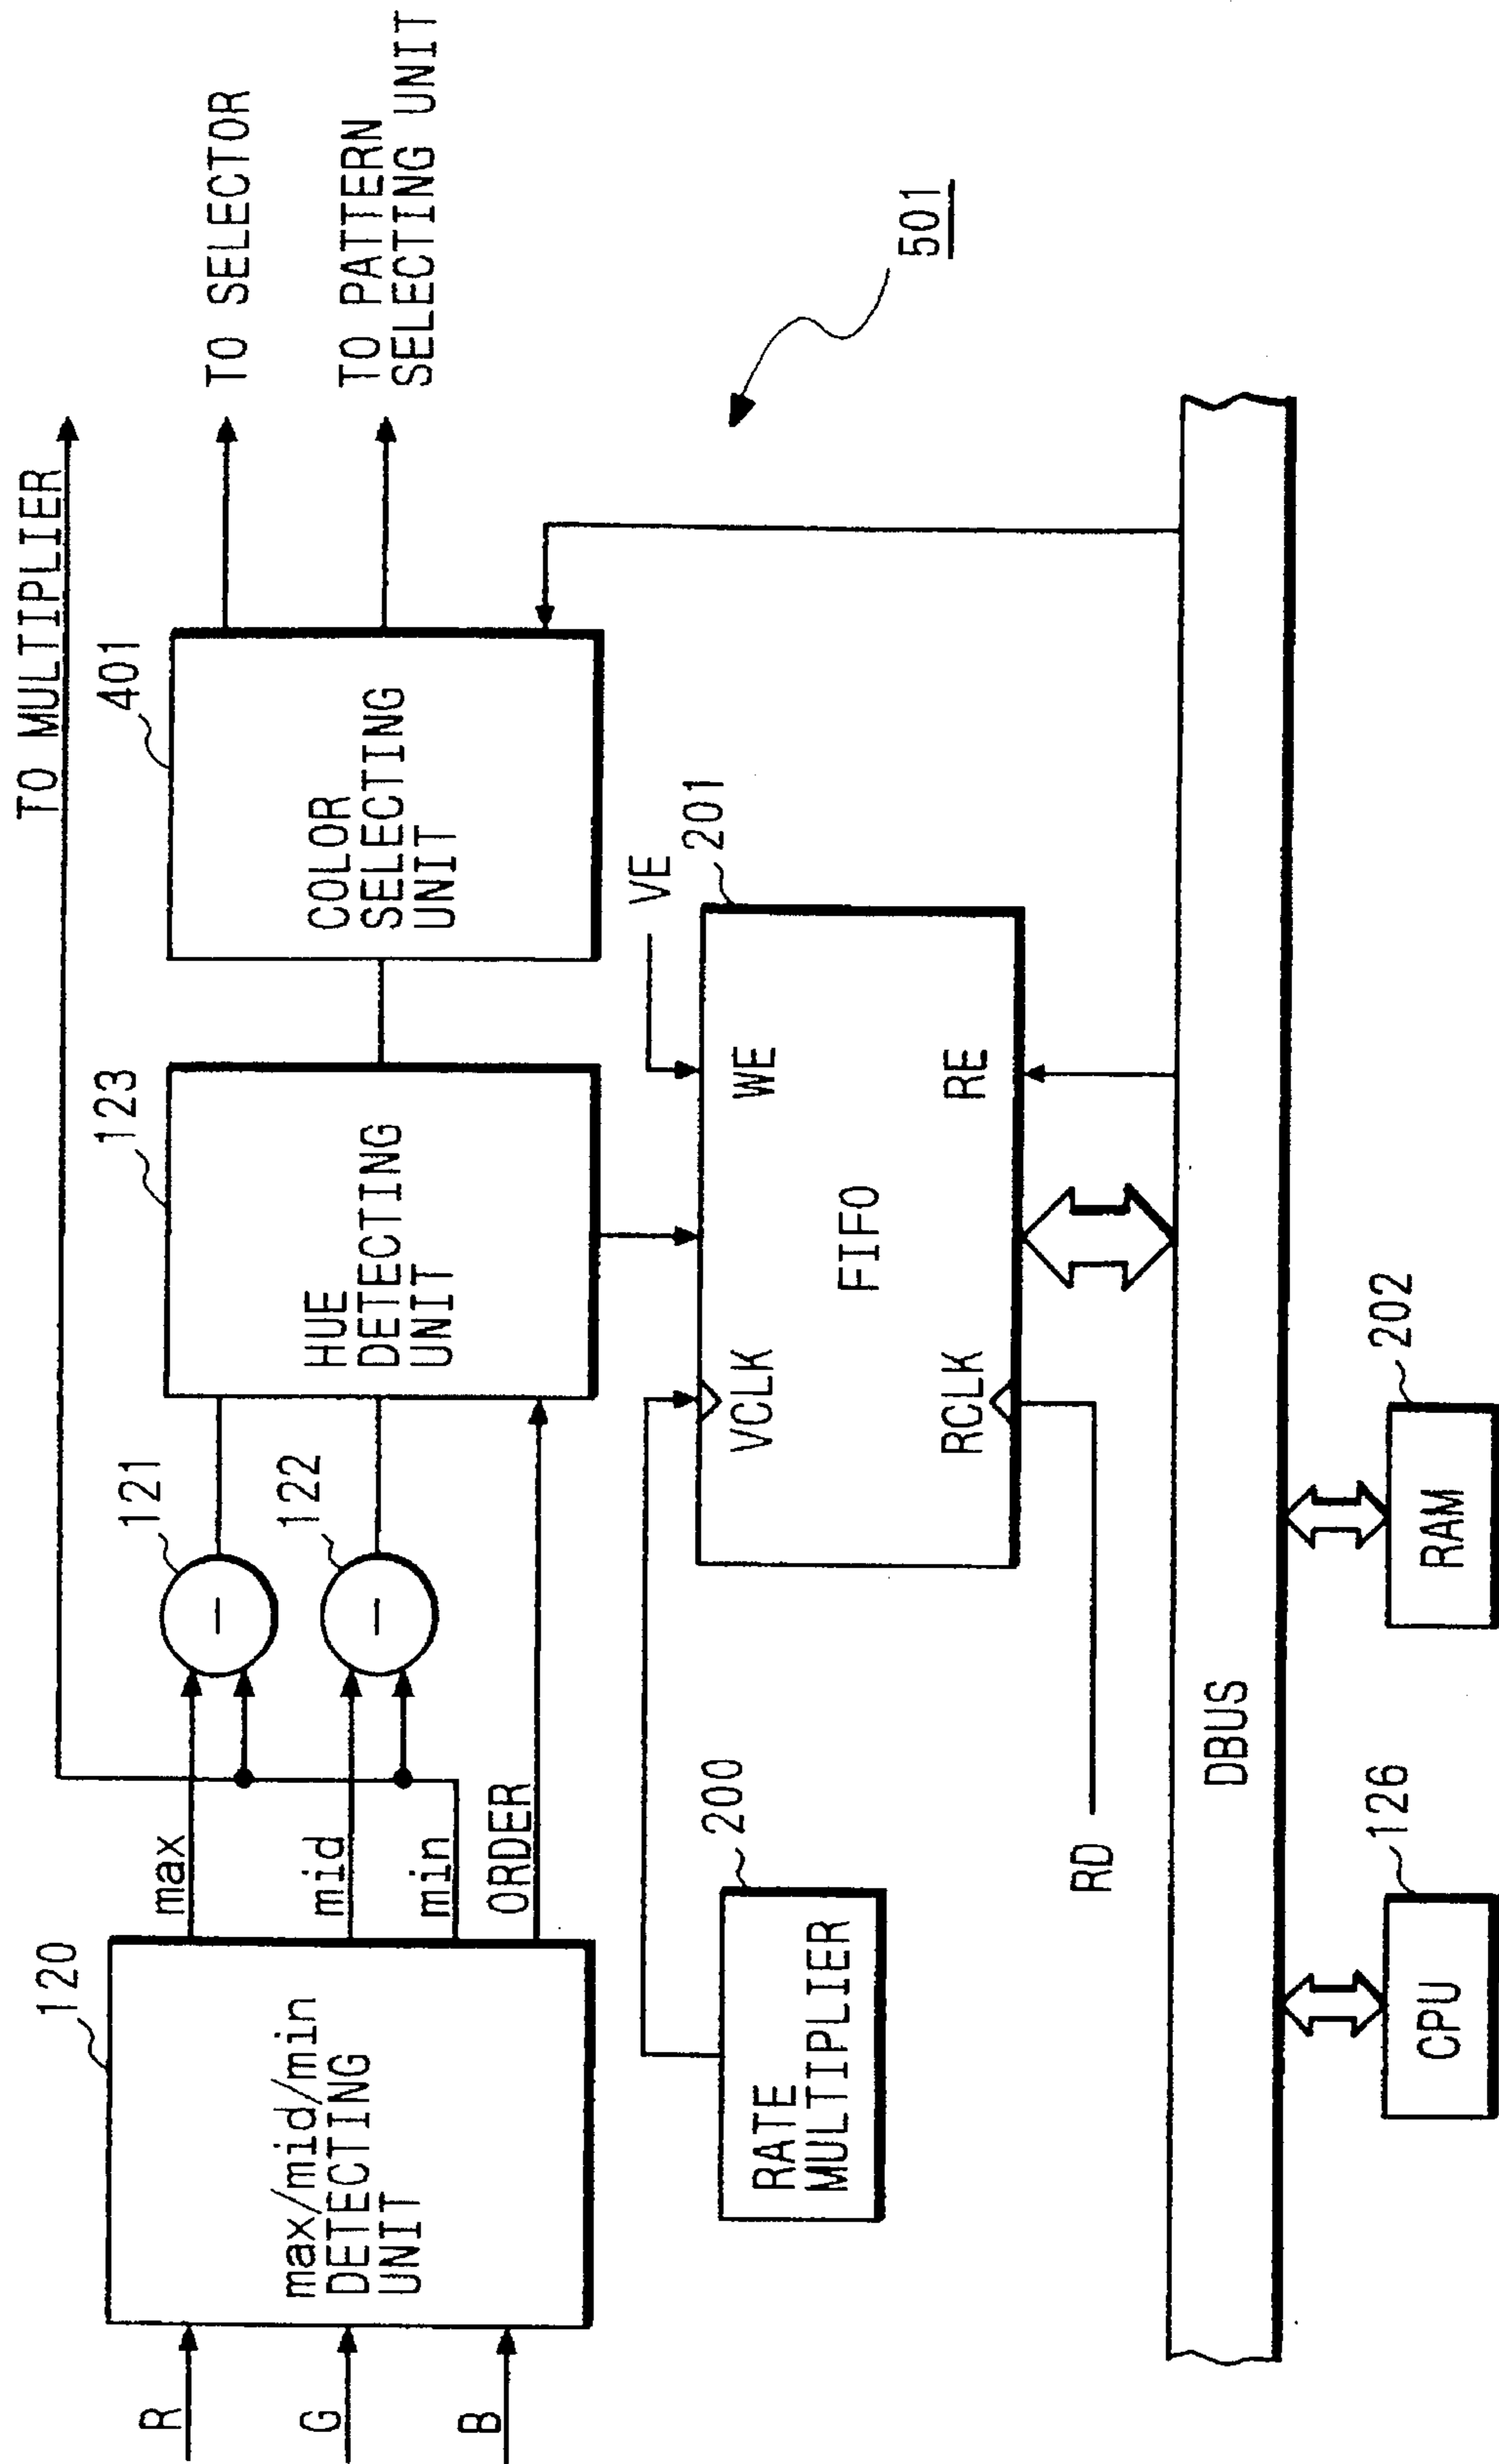 TO MULTIPLIER
TO SELECTOR
TO PATTERN
SELECTING UNIT
R
G
B
120
max/mid/min
DETECTING
UNIT
max
mid
min
ORDER
121
−
122
−
123
HUE
DETECTING
UNIT
401
COLOR
SELECTING
UNIT
501
200
RATE
MULTIPLIER
VE
201
VCLK
WE
FIFO
RCLK
RE
RD
DBUS
126
CPU
202
RAM